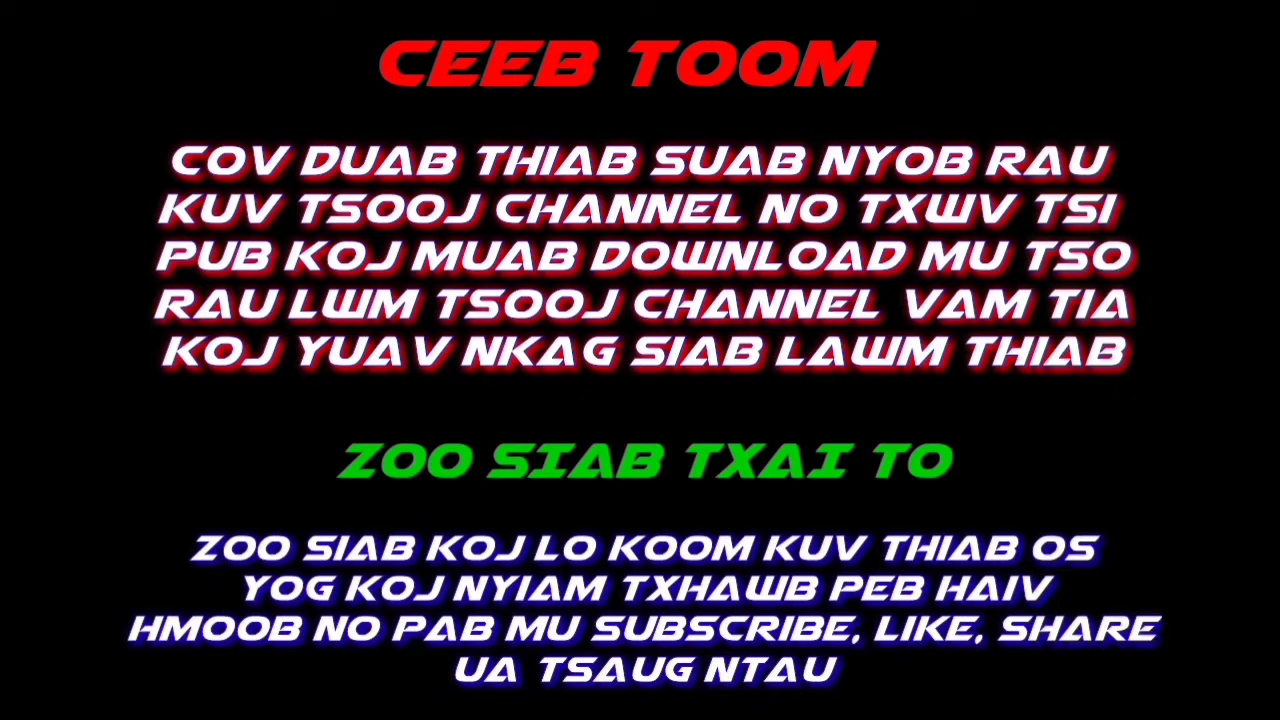 CEEB TOOM
COV DUAB THIAB SUAB NYOB RAU
KUV TSOOJ CHANNEL NO TXWV TSI
PUB KOJ MUAB DOWNLOAD MU TSO
RAU LWM TSOOJ CHANNEL VAM TIA
KOJ YUAV NKAG SIAB LAWM THIAB
ZOO SIAB TXAI TO
ZOO SIAB KOJ LO KOOM KUV THIAB OS
YOG KOJ NYIAM TXHAWB PEB HAIV
HMOOB NO PAB MU SUBSCRIBE, LIKE, SHARE
UA TSAUG NTAU